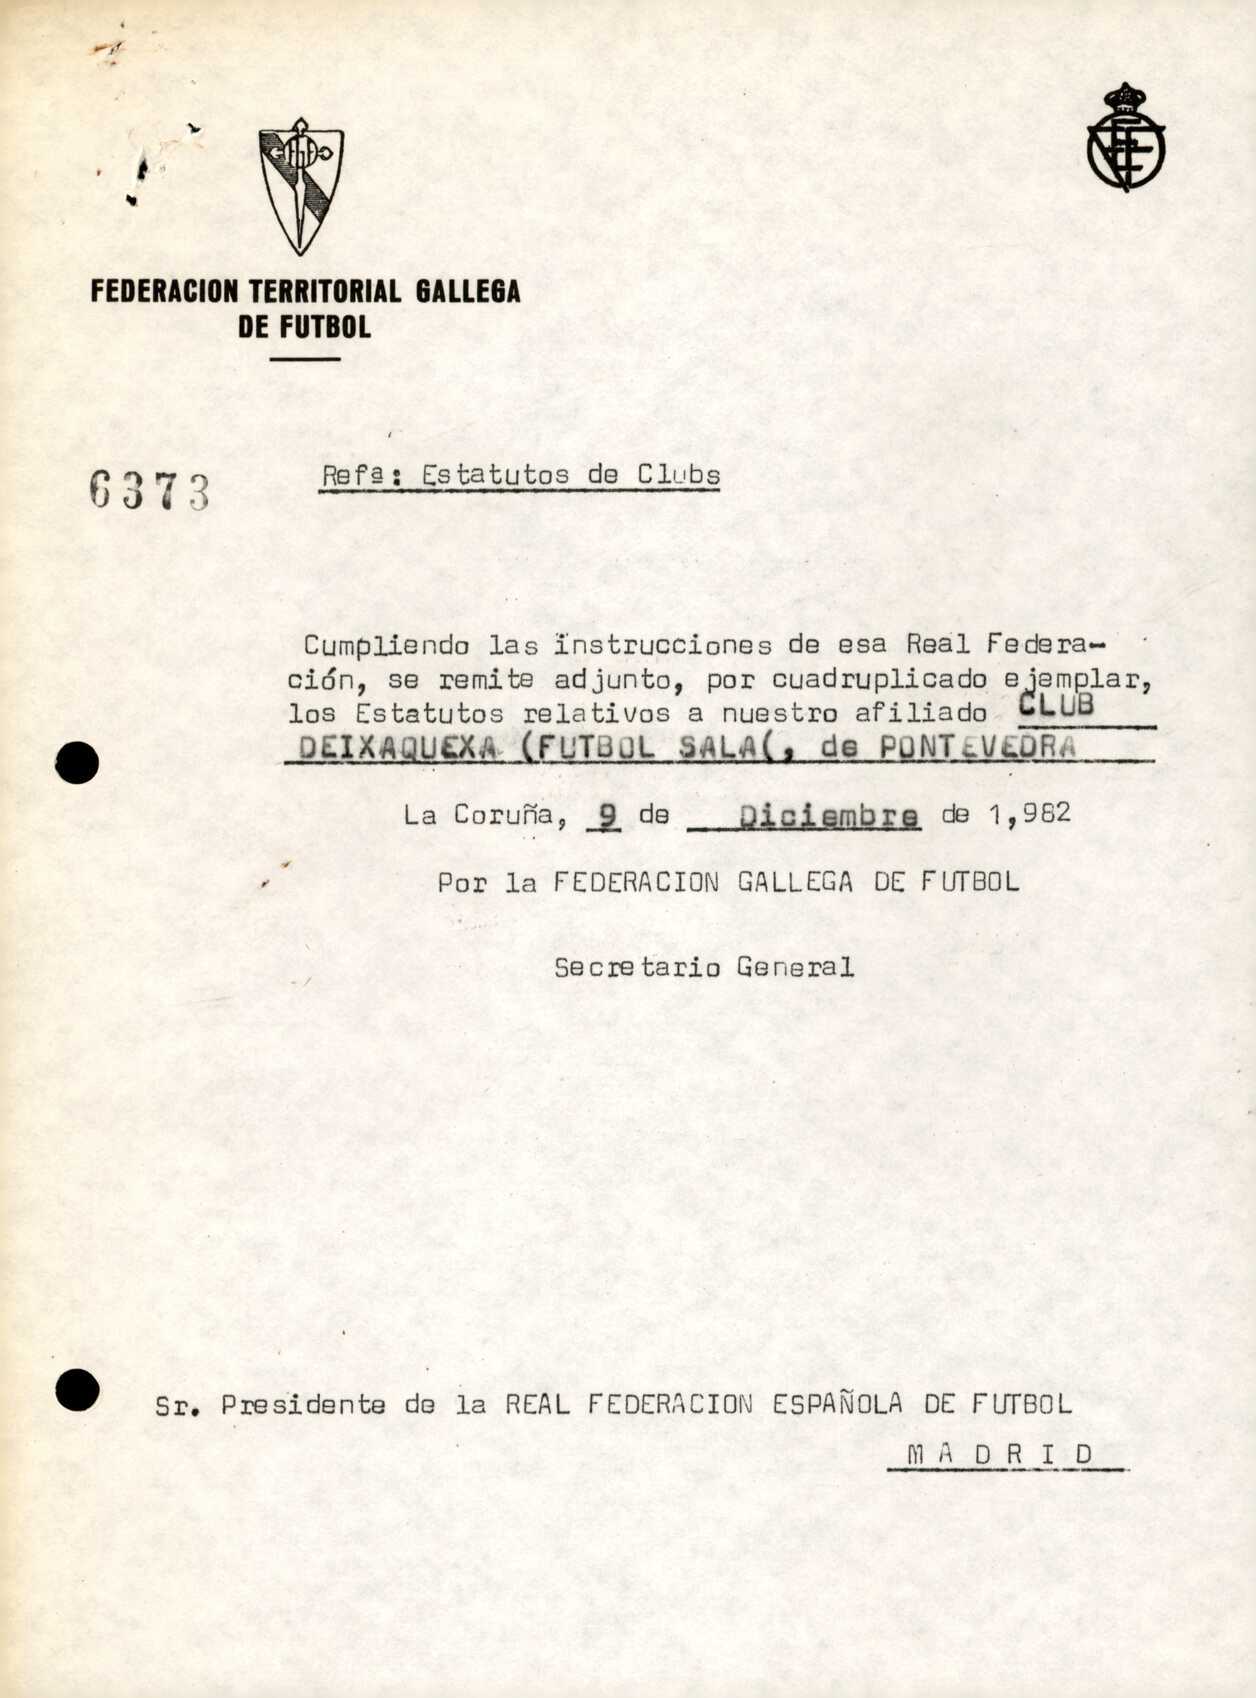 FGF
FEDERACION TERRITORIAL GALLEGA
DE FUTBOL
6373
Refª: Estatutos de Clubs
Cumpliendo las instrucciones de esa Real Federa-
ción, se remite adjunto, por cuadruplicado ejemplar,
los Estatutos relativos a nuestro afiliado CLUB
DEIXAQUEXA (FUTBOL SALA(, de PONTEVEDRA
La Coruña, 9 de Diciembre de 1,982
Por la FEDERACION GALLEGA DE FUTBOL
Secretario General
Sr. Presidente de la REAL FEDERACION ESPAÑOLA DE FUTBOL
M A D R I D